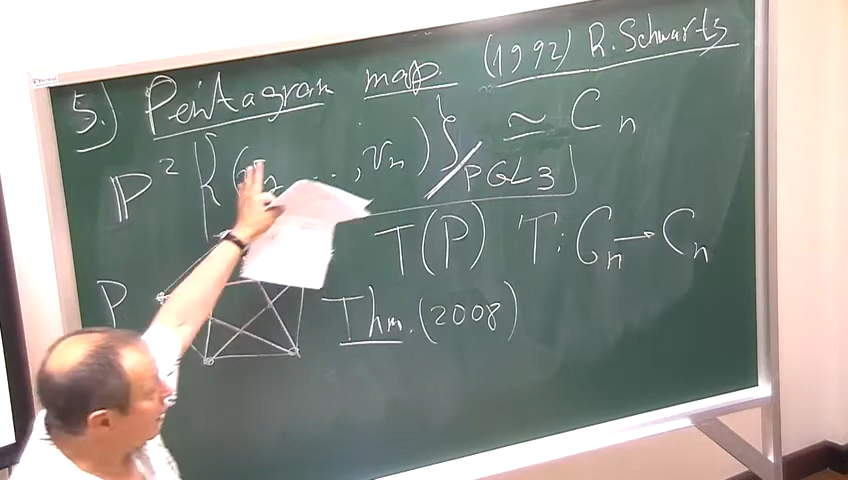 5.) Pentagram map. (1992) R. Schwartz
P² {( ..., vₙ)} / PGL3 ≃ Cₙ
T(P) T: Cₙ → Cₙ
P Thm. (2008)